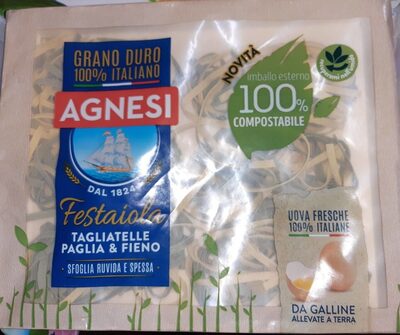 GRANO DURO
100% ITALIANO
AGNESI
DAL 1824
Festaiola
TAGLIATELLE
PAGLIA & FIENO
SFOGLIA RUVIDA E SPESSA
NOVITÀ
imballo esterno
100%
COMPOSTABILE
UOVA FRESCHE
100% ITALIANE
DA GALLINE
ALLEVATE A TERRA